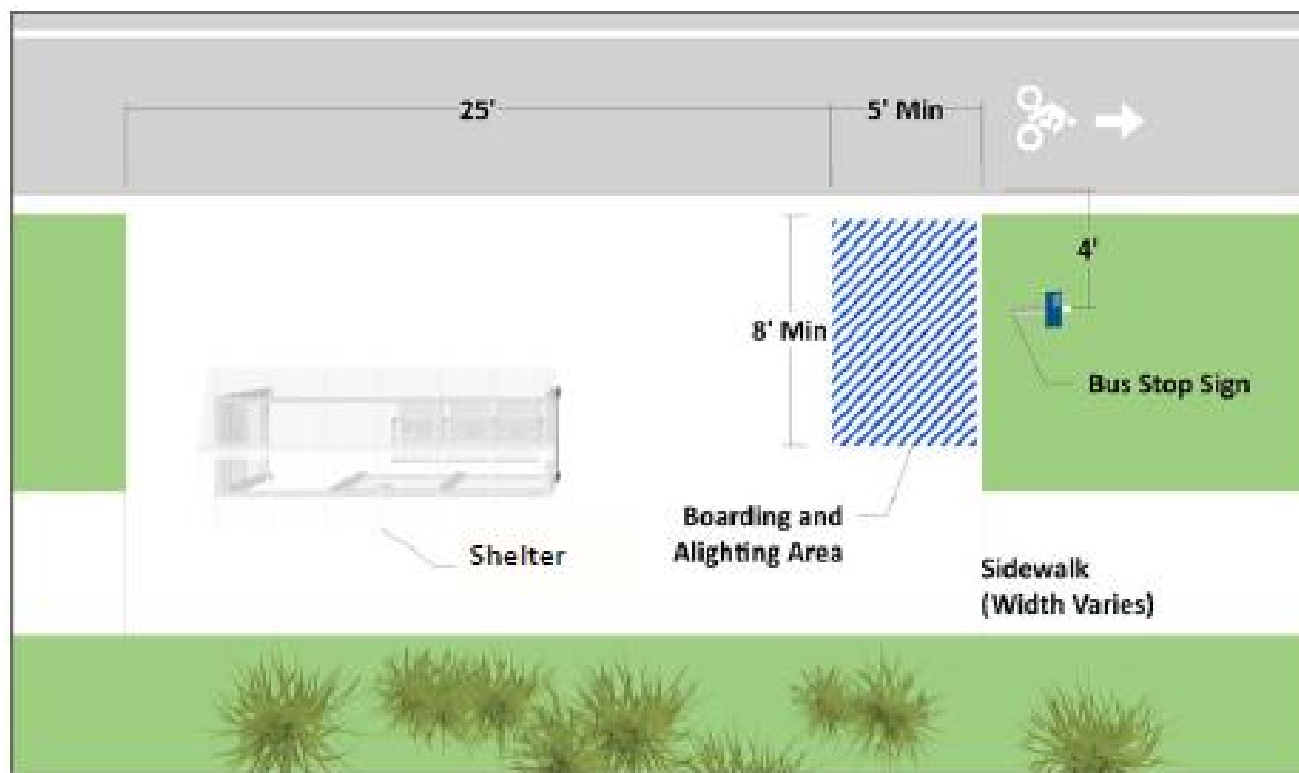 25'
5' Min
4'
8' Min
Bus Stop Sign
Boarding and
Alighting Area
Shelter
Sidewalk
(Width Varies)